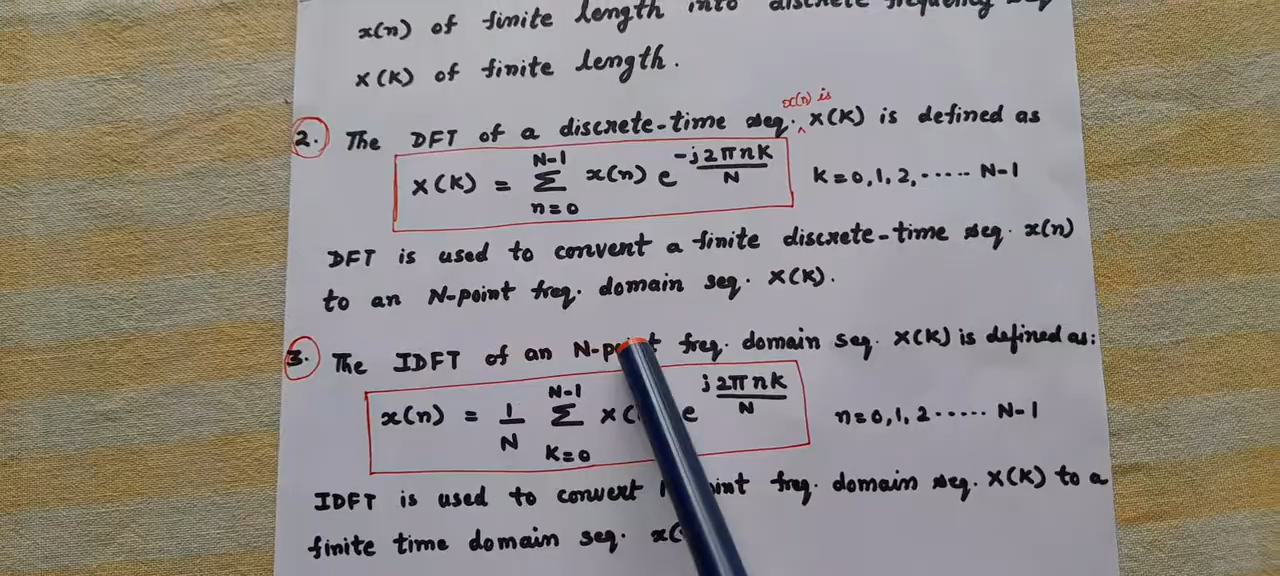 x(n) of finite length into discrete frequency
X(K) of finite length.
x(n) is
2. The DFT of a discrete-time seq. ‸ X(K) is defined as
X(K) = N-1 Σ n=0 x(n) e -j2πnK/N K=0,1,2,..... N-1
DFT is used to convent a finite discrete-time seq. x(n)
to an N-point freq. domain seq. X(K).
3. The IDFT of an N-point freq. domain seq. X(K) is defined as:
x(n) = 1/N N-1 Σ K=0 X( e j2πnK/N n=0,1,2..... N-1
IDFT is used to convert freq. domain seq. X(K) to a
finite time domain seq. x(